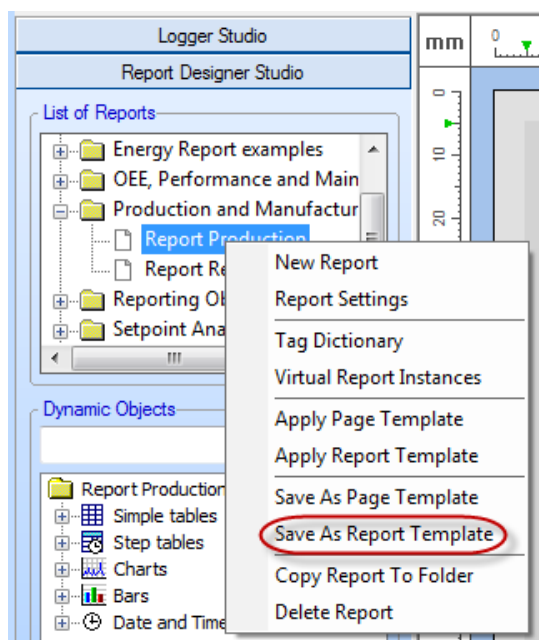 Logger Studio
Report Designer Studio
mm
0
List of Reports
Energy Report examples
OEE, Performance and Main
Production and Manufactur
Report Production
Report Re
Reporting Ob
Setpoint Ana
0
10
20
New Report
Report Settings
Tag Dictionary
Virtual Report Instances
Apply Page Template
Apply Report Template
Save As Page Template
Save As Report Template
Copy Report To Folder
Delete Report
Dynamic Objects
Report Production
Simple tables
Step tables
Charts
Bars
Date and Time